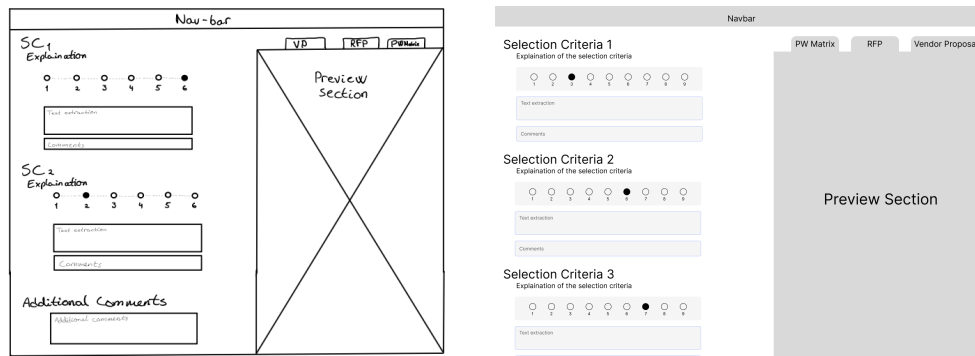 Nav-bar
SC1
Explaination
1 2 3 4 5 6
Text extraction
Comments
SC2
Explaination
1 2 3 4 5 6
Text extraction
Comments
Additional Comments
Additional comments
VP RFP PWMatrix
Preview
Section
Navbar
Selection Criteria 1
Explaination of the selection criteria
1 2 3 4 5 6 7 8 9
Text extraction
Comments
Selection Criteria 2
Explaination of the selection criteria
1 2 3 4 5 6 7 8 9
Text extraction
Comments
Selection Criteria 3
Explaination of the selection criteria
1 2 3 4 5 6 7 8 9
Text extraction
PW Matrix RFP Vendor Proposa
Preview Section